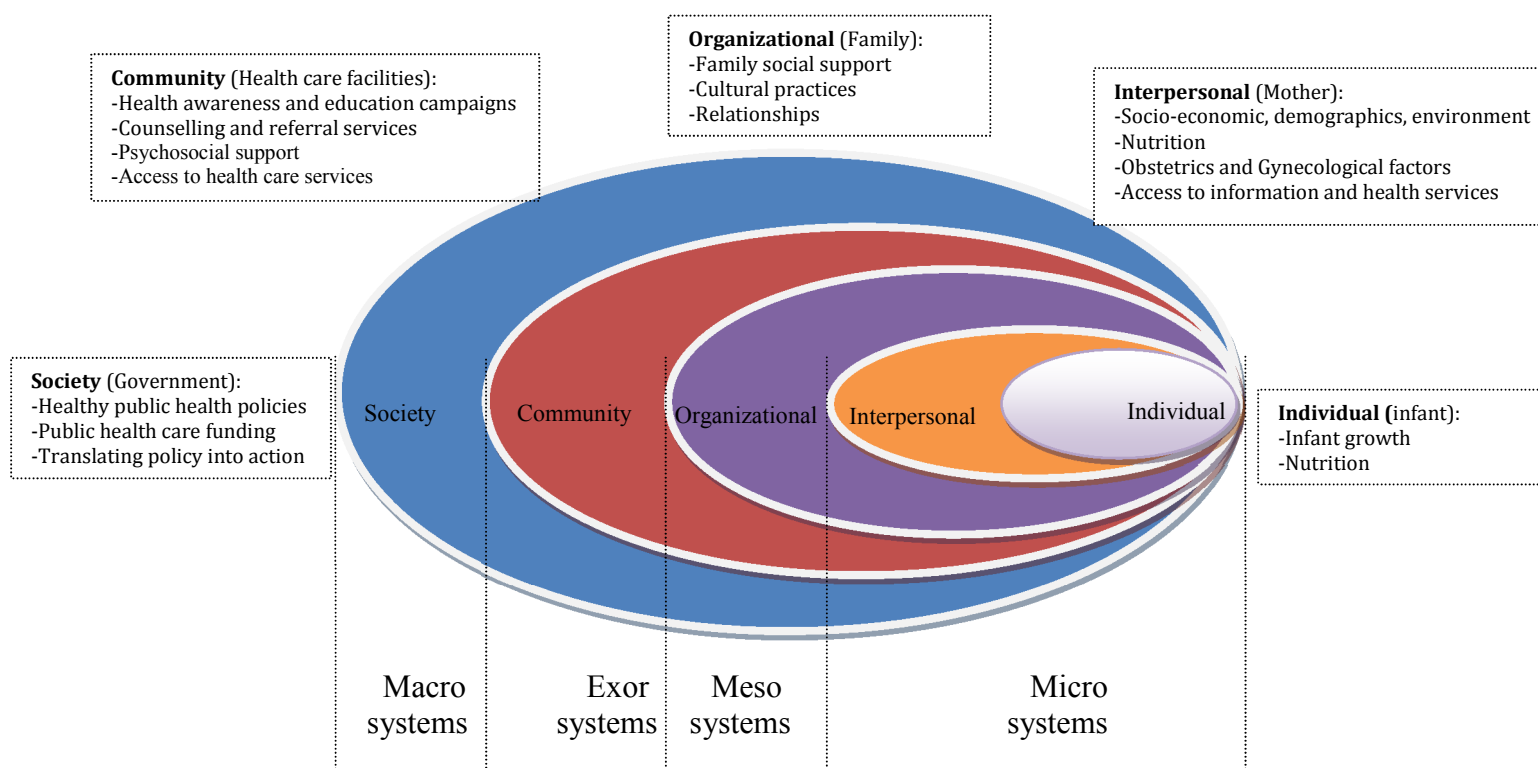 Organizational (Family):
-Family social support
-Cultural practices
-Relationships
Community (Health care facilities):
-Health awareness and education campaigns
-Counselling and referral services
-Psychosocial support
-Access to health care services
Interpersonal (Mother):
-Socio-economic, demographics, environment
-Nutrition
-Obstetrics and Gynecological factors
-Access to information and health services
Society (Government):
-Healthy public health policies
-Public health care funding
-Translating policy into action
Society
Community
Organizational
Interpersonal
Individual
Individual (infant):
-Infant growth
-Nutrition
Macro
systems
Exor
systems
Meso
systems
Micro
systems